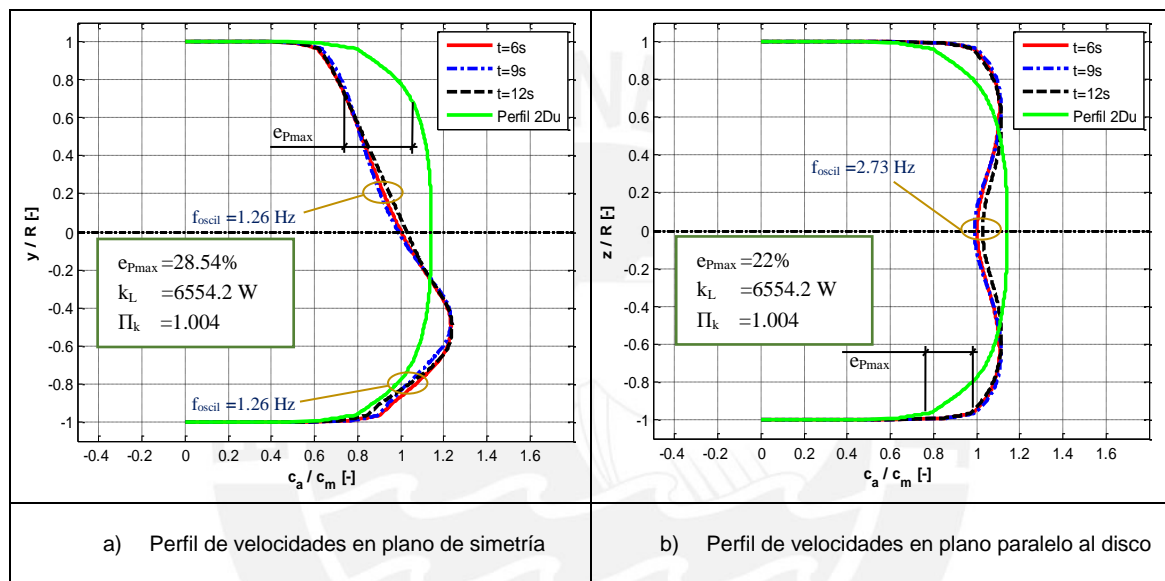 t=6s
t=9s
t=12s
Perfil 2Du
1
0.8
0.6
0.4
0.2
0
-0.2
-0.4
-0.6
-0.8
-1
y / R [-]
ePmax
foscil =1.26 Hz
ePmax =28.54%
kL =6554.2 W
Πk =1.004
foscil =1.26 Hz
-0.4 -0.2 0 0.2 0.4 0.6 0.8 1 1.2 1.4 1.6
ca / cm [-]
t=6s
t=9s
t=12s
Perfil 2Du
1
0.8
0.6
0.4
0.2
0
-0.2
-0.4
-0.6
-0.8
-1
z / R [-]
foscil =2.73 Hz
ePmax =22%
kL =6554.2 W
Πk =1.004
ePmax
-0.4 -0.2 0 0.2 0.4 0.6 0.8 1 1.2 1.4 1.6
ca / cm [-]
a) Perfil de velocidades en plano de simetría
b) Perfil de velocidades en plano paralelo al disco